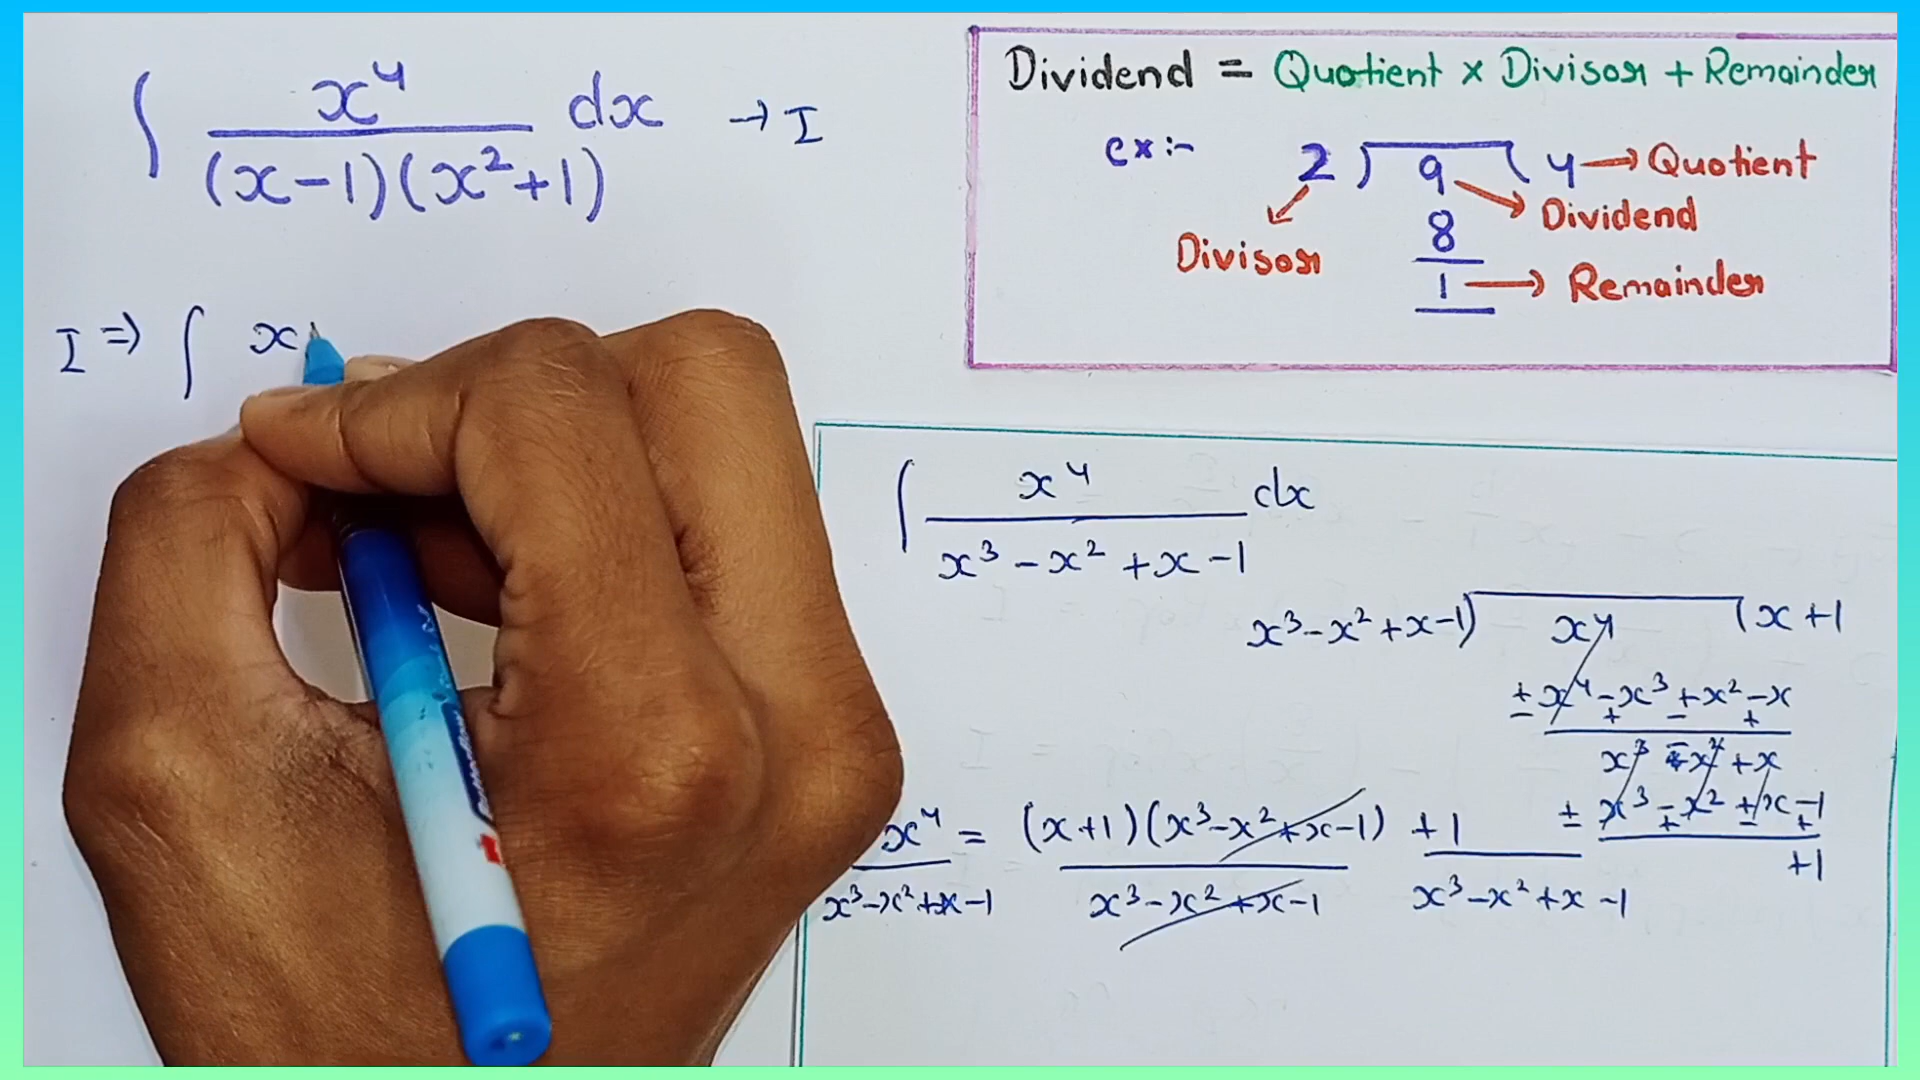 ∫ x⁴ / (x-1)(x²+1) dx → I
I ⇒ ∫ x
Dividend = Quotient × Divisor + Remainder
ex:- 2 ) 9 ( 4 → Quotient
Dividend
8
Divisor
1 → Remainder
∫ x⁴ / x³ - x² + x - 1 dx
x³ - x² + x - 1 ) x⁴ ( x + 1
± x⁴ - x³ + x² - x
− + − +
x³ - x² + x
± x³ - x² + x - 1
+ − +
+1
x⁴ / x³ - x² + x - 1 = (x+1)(x³ - x² + x - 1) / x³ - x² + x - 1 + 1 / x³ - x² + x - 1